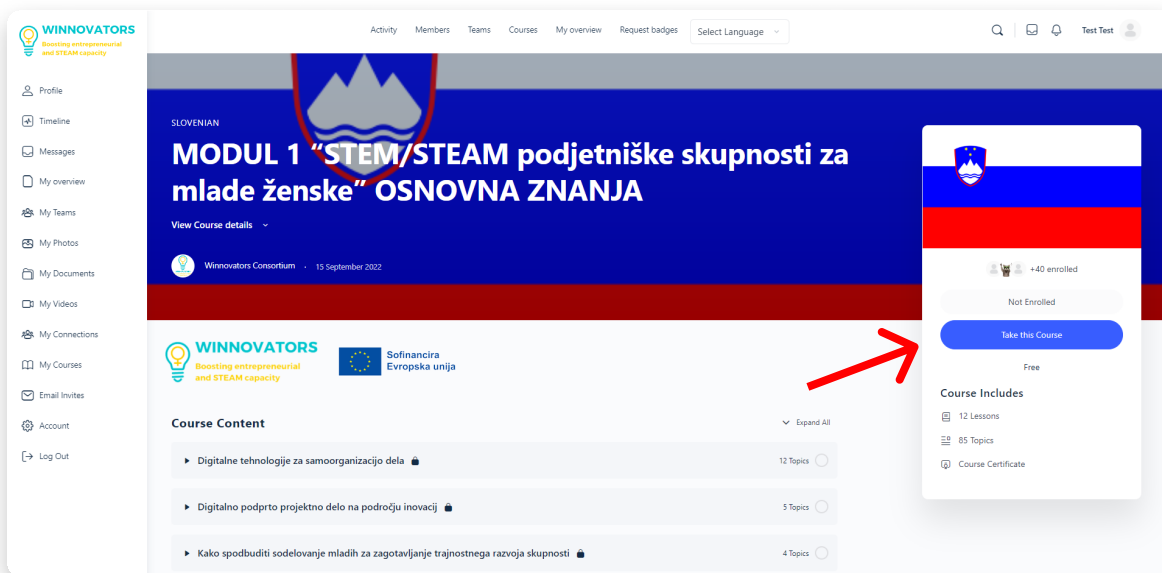 WINNOVATORS
Boosting entrepreneurial
and STEAM capacity
Activity
Members
Teams
Courses
My overview
Request badges
Select Language
Test Test
Profile
Timeline
Messages
My overview
My Teams
My Photos
My Documents
My Videos
My Connections
My Courses
Email Invites
Account
Log Out
SLOVENIAN
MODUL 1 “STEM/STEAM podjetniške skupnosti za
mlade ženske” OSNOVNA ZNANJA
View Course details
Winnovators Consortium · 15 September 2022
WINNOVATORS
Boosting entrepreneurial
and STEAM capacity
Sofinancira
Evropska unija
Course Content
Expand All
Digitalne tehnologije za samoorganizacijo dela
12 Topics
Digitalno podprto projektno delo na področju inovacij
5 Topics
Kako spodbuditi sodelovanje mladih za zagotavljanje trajnostnega razvoja skupnosti
4 Topics
+40 enrolled
Not Enrolled
Take this Course
Free
Course Includes
12 Lessons
85 Topics
Course Certificate